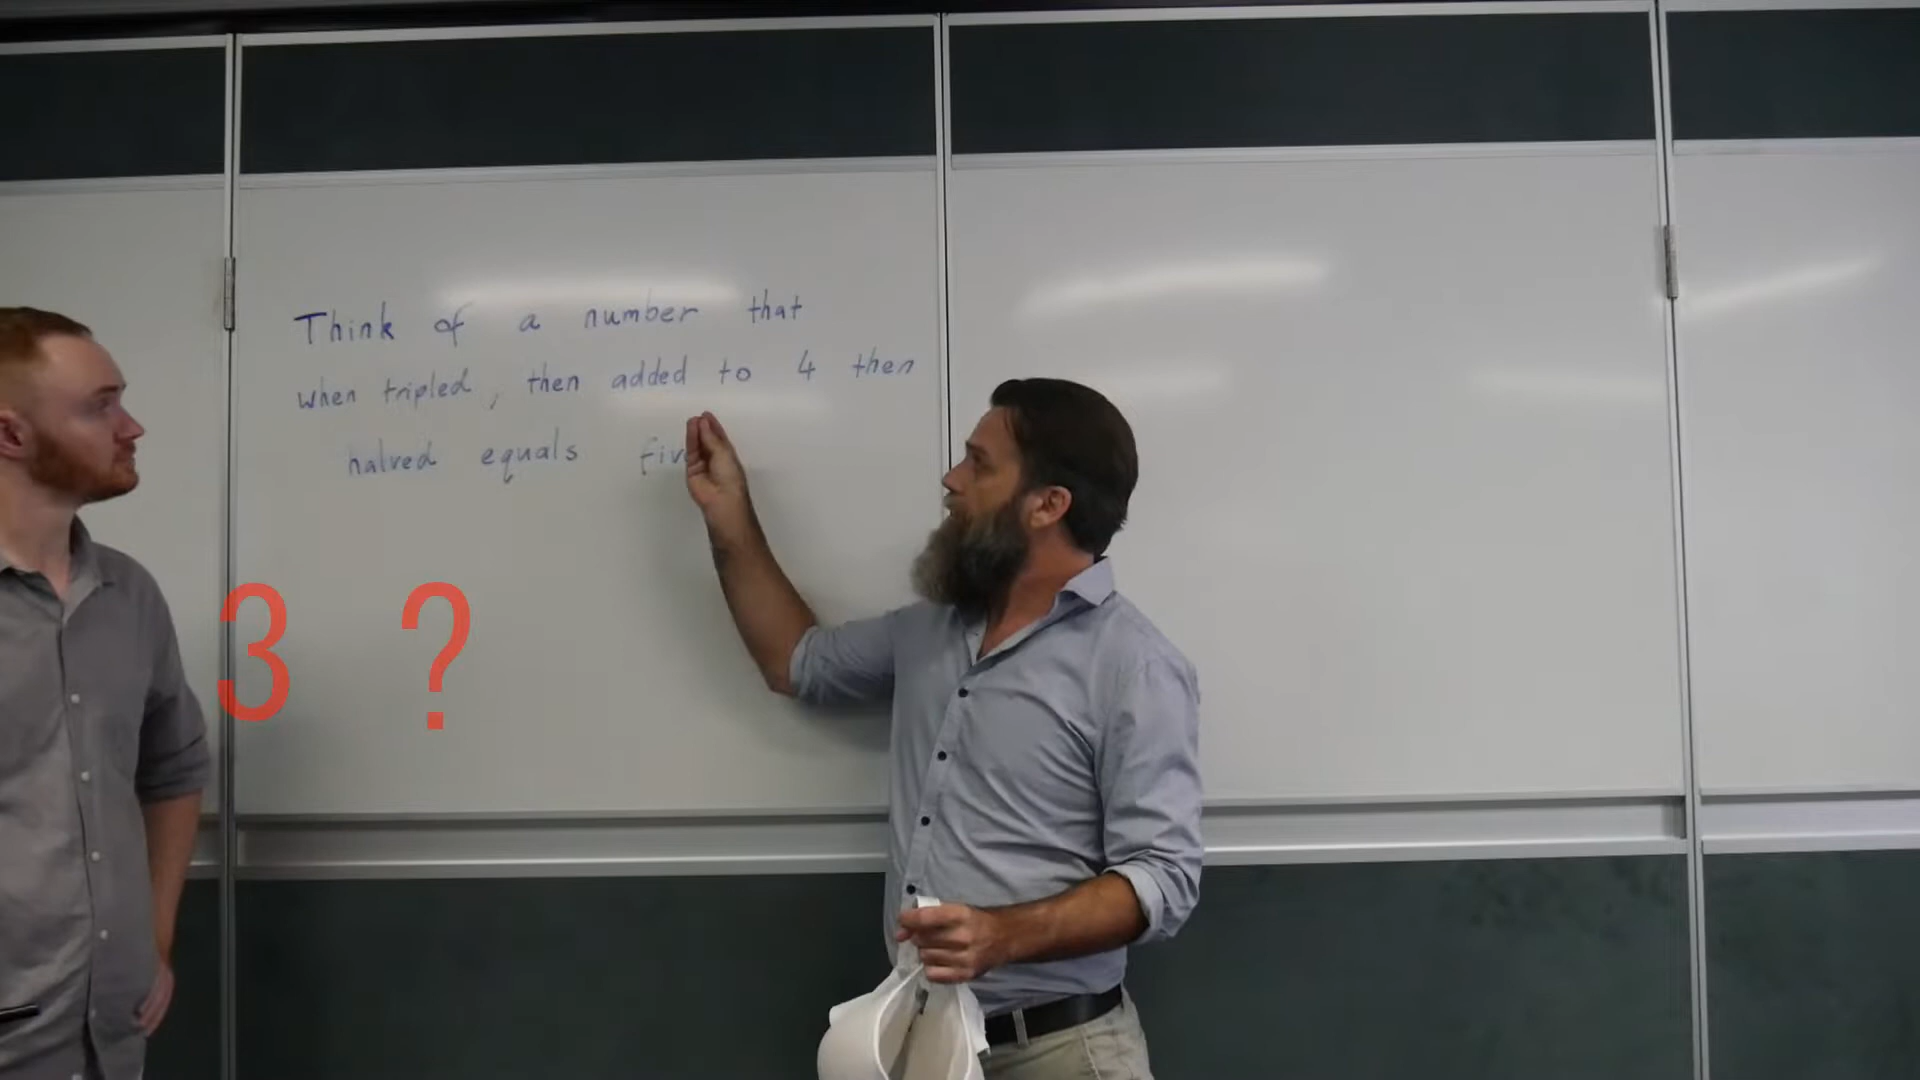 Think of a number that
when tripled, then added to 4 then
halved equals
3 ?